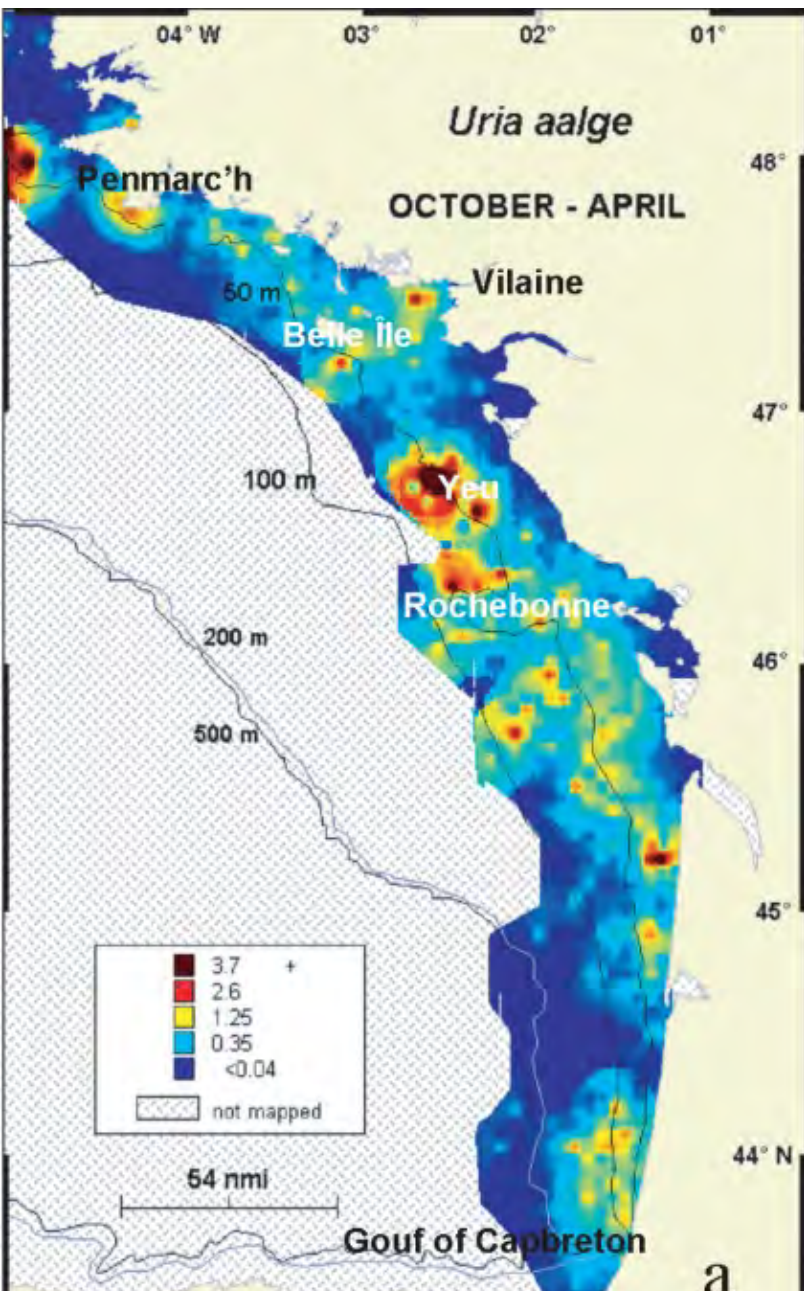 04° W 03° 02° 01°
Uria aalge
48°
Penmarc'h
OCTOBER - APRIL
Vilaine
50 m
Belle Île
47°
100 m
Yeu
Rochebonne
200 m
46°
500 m
45°
3.7 +
2.6
1.25
0.35
<0.04
not mapped
44° N
54 nmi
Gouf of Capbreton
a